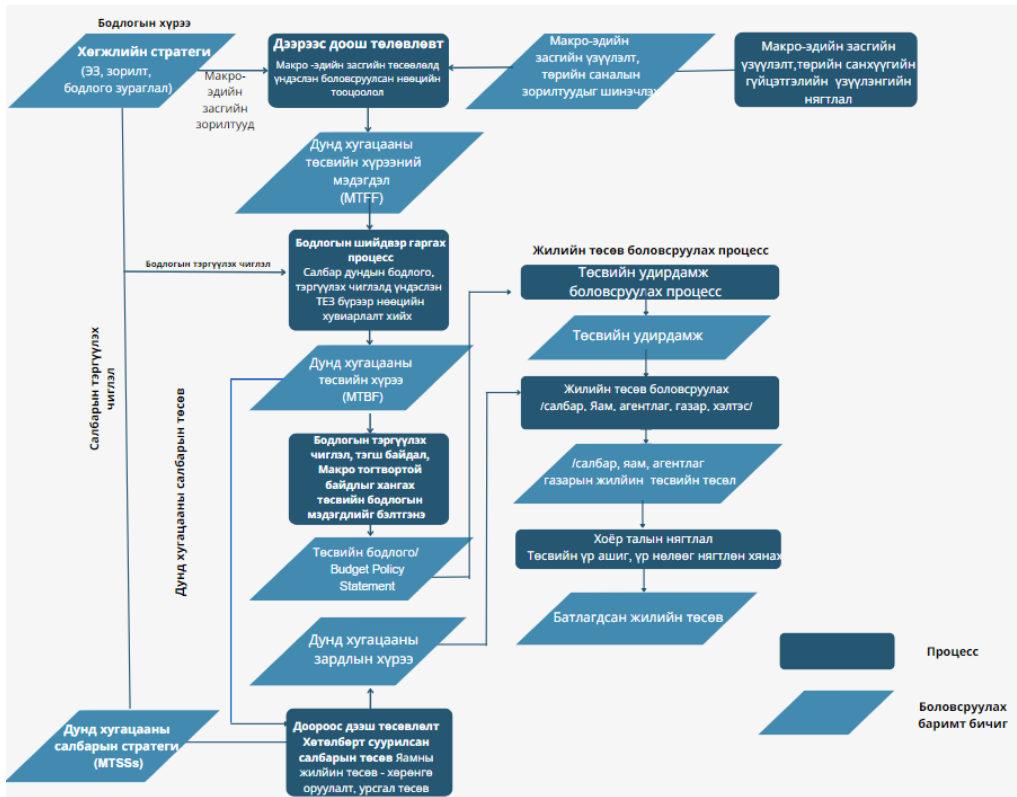 Бодлогын хүрээ
Хөгжлийн стратеги
(ЭЗ, зорилт,
бодлого зураглал)
Макро-
эдийн
засгийн
зорилтууд
Дээрээс доош төлөвлөвт
Макро -эдийн засгийн төсөөлөлд
үндэслэн боловсруулсан нөөцийн
тооцоолол
Макро-эдийн
засгийн үзүүлэлт,
төрийн саналын
зорилтуудыг шинэчлэх
Макро-эдийн засгийн
үзүүлэлт,төрийн санхүүгийн
гүйцэтгэлийн үзүүлэнгийн
нягтлал
Дунд хугацааны
төсвийн хүрээний
мэдэгдэл
(MTFF)
Бодлогын тэргүүлэх чиглэл
Бодлогын шийдвэр гаргах
процесс
Салбар дундын бодлого,
тэргүүлэх чиглэлд үндэслэн
ТЕЗ бүрээр нөөцийн
хувиарлалт хийх
Дунд хугацааны
төсвийн хүрээ
(MTBF)
Бодлогын тэргүүлэх
чиглэл, тэгш байдал,
Макро тогтвортой
байдлыг хангах
төсвийн бодлогын
мэдэгдлийг бэлтгэнэ
Төсвийн бодлого/
Budget Policy
Statement
Дунд хугацааны
зардлын хүрээ
Доороос дээш төсөвлөлт
Хөтөлбөрт суурилсан
салбарын төсөв Яамны
жилийн төсөв - хөрөнгө
оруулалт, урсгал төсөв
Салбарын тэргүүлэх
чиглэл
Дунд хугацааны салбарын төсөв
Дунд хугацааны
салбарын стратеги
(MTSSs)
Жилийн төсөв боловсруулах процесс
Төсвийн удирдамж
боловсруулах процесс
Төсвийн удирдамж
Жилийн төсөв боловсруулах
/салбар, Яам, агентлаг, газар, хэлтэс/
/салбар, яам, агентлаг
газарын жилийн төсвийн төсөл
Хоёр талын нягтлал
Төсвийн үр ашиг, үр нөлөөг нягтлөн хянах
Батлагдсан жилийн төсөв
Процесс
Боловсруулах
баримт бичиг